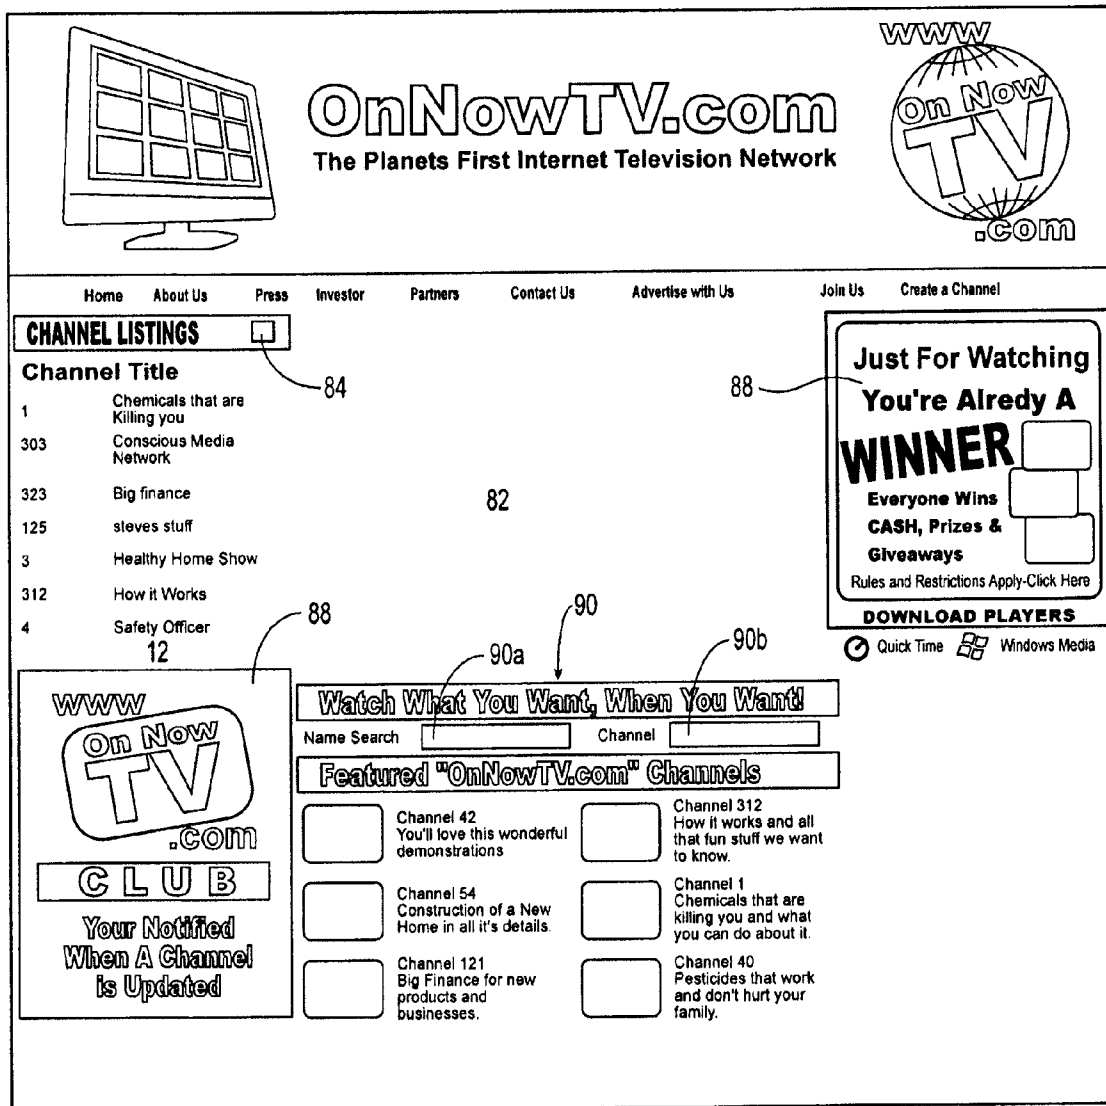 OnNowTV.com
The Planets First Internet Television Network
www
On Now
TV
.com
Home About Us Press Investor Partners Contact Us Advertise with Us Join Us Create a Channel
CHANNEL LISTINGS
84
Channel Title
1 Chemicals that are
Killing you
303 Conscious Media
Network
323 Big finance
125 steves stuff
3 Healthy Home Show
312 How it Works
4 Safety Officer
12
82
88
Just For Watching
You're Alredy A
WINNER
Everyone Wins
CASH, Prizes &
Giveaways
Rules and Restrictions Apply-Click Here
DOWNLOAD PLAYERS
Quick Time Windows Media
88
www
On Now
TV
.com
CLUB
Your Notified
When A Channel
is Updated
90
90a
90b
Watch What You Want, When You Want!
Name Search Channel
Featured "OnNowTV.com" Channels
Channel 42
You'll love this wonderful
demonstrations
Channel 312
How it works and all
that fun stuff we want
to know.
Channel 54
Construction of a New
Home in all it's details.
Channel 1
Chemicals that are
killing you and what
you can do about it.
Channel 121
Big Finance for new
products and
businesses.
Channel 40
Pesticides that work
and don't hurt your
family.